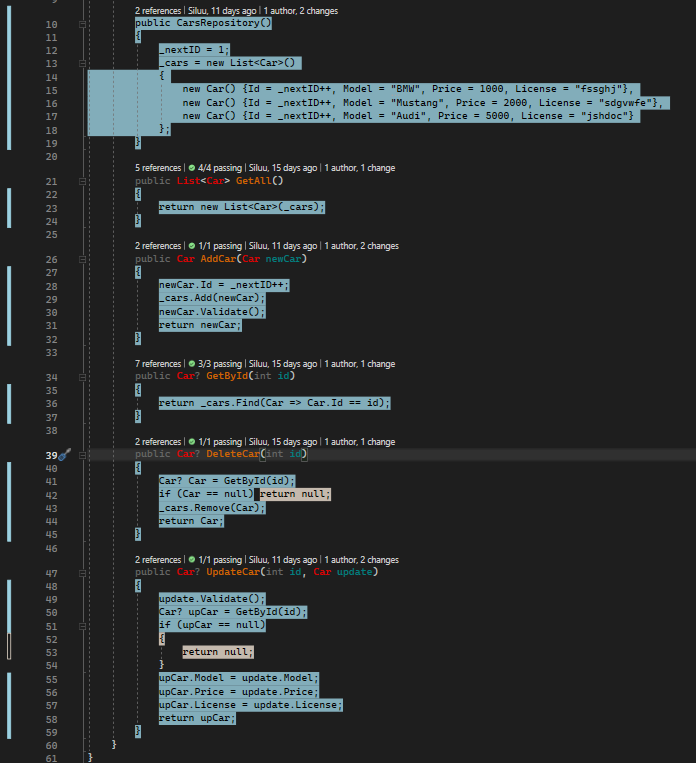 9
2 references | Siluu, 11 days ago | 1 author, 2 changes
10 public CarsRepository()
11 {
12 _nextID = 1;
13 _cars = new List<Car>()
14 {
15 new Car() {Id = _nextID++, Model = "BMW", Price = 1000, License = "fssghj"},
16 new Car() {Id = _nextID++, Model = "Mustang", Price = 2000, License = "sdgvwfe"},
17 new Car() {Id = _nextID++, Model = "Audi", Price = 5000, License = "jshdoc"}
18 };
19 }
20
5 references | 4/4 passing | Siluu, 15 days ago | 1 author, 1 change
21 public List<Car> GetAll()
22 {
23 return new List<Car>(_cars);
24 }
25
2 references | 1/1 passing | Siluu, 11 days ago | 1 author, 2 changes
26 public Car AddCar(Car newCar)
27 {
28 newCar.Id = _nextID++;
29 _cars.Add(newCar);
30 newCar.Validate();
31 return newCar;
32 }
33
7 references | 3/3 passing | Siluu, 15 days ago | 1 author, 1 change
34 public Car? GetById(int id)
35 {
36 return _cars.Find(Car => Car.Id == id);
37 }
38
2 references | 1/1 passing | Siluu, 15 days ago | 1 author, 1 change
39 public Car? DeleteCar(int id)
40 {
41 Car? Car = GetById(id);
42 if (Car == null) return null;
43 _cars.Remove(Car);
44 return Car;
45 }
46
2 references | 1/1 passing | Siluu, 11 days ago | 1 author, 2 changes
47 public Car? UpdateCar(int id, Car update)
48 {
49 update.Validate();
50 Car? upCar = GetById(id);
51 if (upCar == null)
52 {
53 return null;
54 }
55 upCar.Model = update.Model;
56 upCar.Price = update.Price;
57 upCar.License = update.License;
58 return upCar;
59 }
60 }
61 }